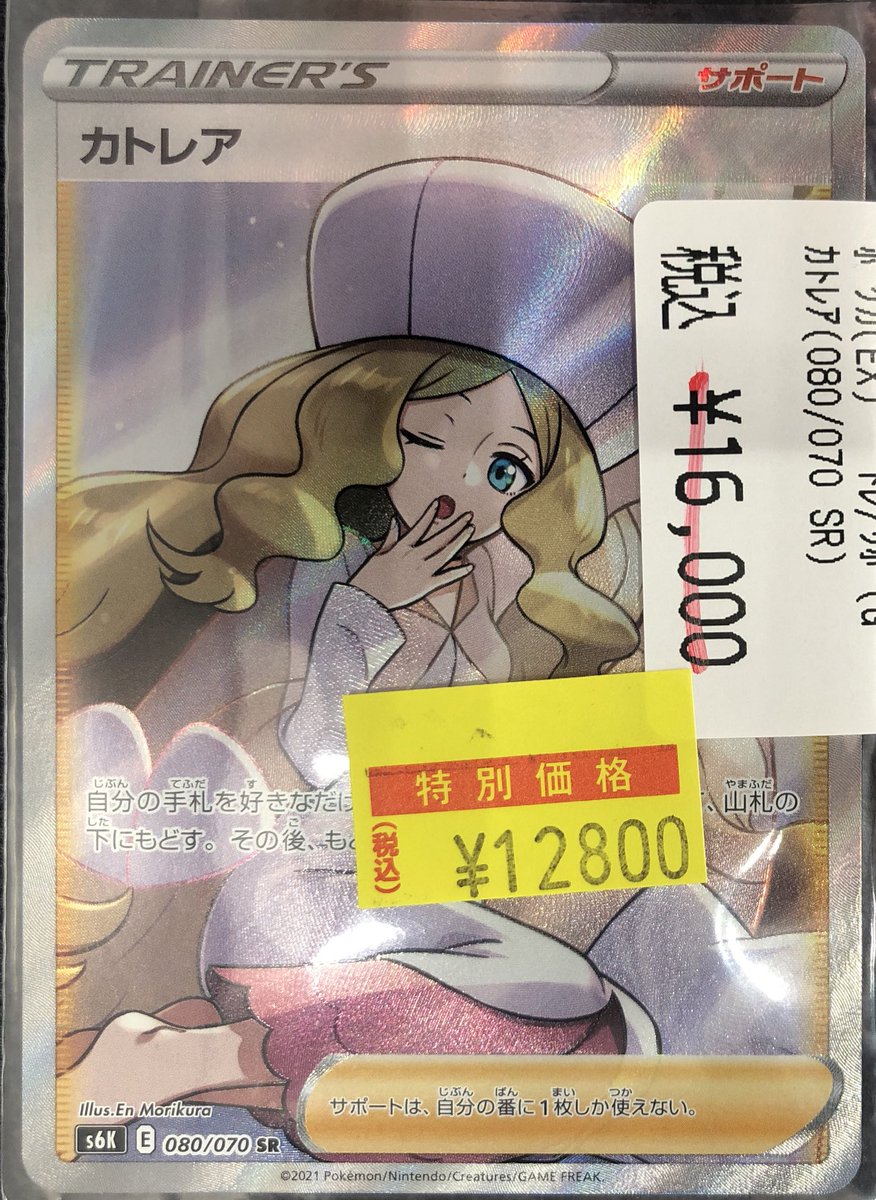 TRAINER'S
サポート
カトレア
カトレア(080/070 SR)
税込 ¥16,000
特別価格
(税込) ¥12800
自分の手札を好きなだけ、山札の
下にもどす。その後、も
サポートは、自分の番に1枚しか使えない。
Illus.En Morikura
s6K E 080/070 SR
©2021 Pokémon/Nintendo/Creatures/GAME FREAK.